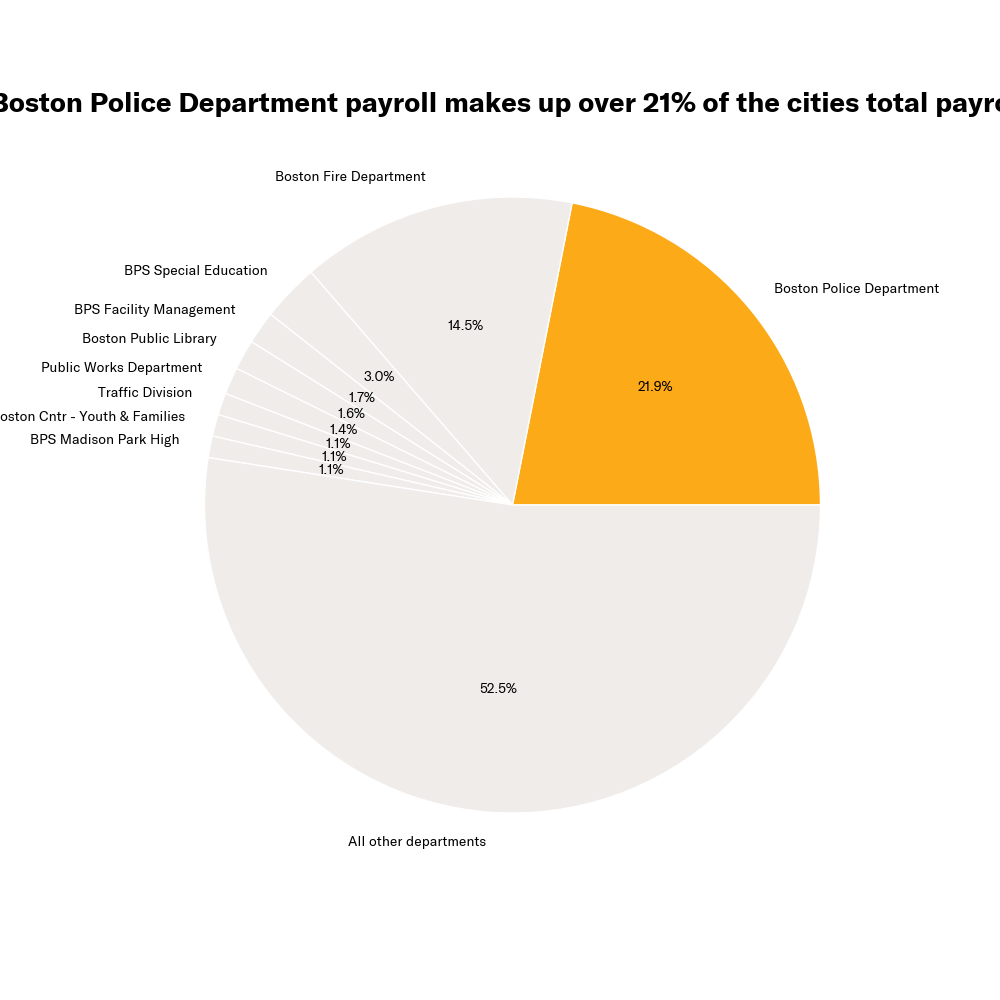 Boston Police Department payroll makes up over 21% of the cities total payro
Boston Fire Department
BPS Special Education
Boston Police Department
BPS Facility Management
14.5%
Boston Public Library
Public Works Department
3.0%
21.9%
Traffic Division
1.7%
oston Cntr - Youth & Families
1.6%
BPS Madison Park High
1.4%
1.1%
1.1%
1.1%
52.5%
All other departments